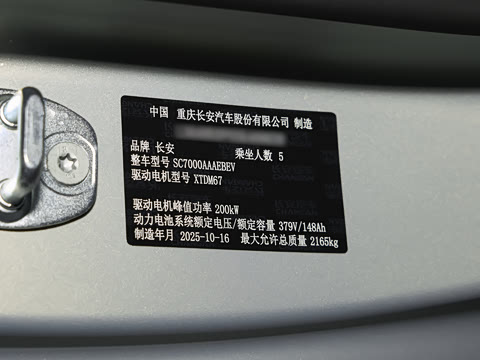 中国 重庆长安汽车股份有限公司 制造
品牌 长安 乘坐人数 5
整车型号 SC7000AAAEBEV
驱动电机型号 XTDM67
驱动电机峰值功率 200kW
动力电池系统额定电压/额定容量 379V/148Ah
制造年月 2025-10-16 最大允许总质量 2165kg